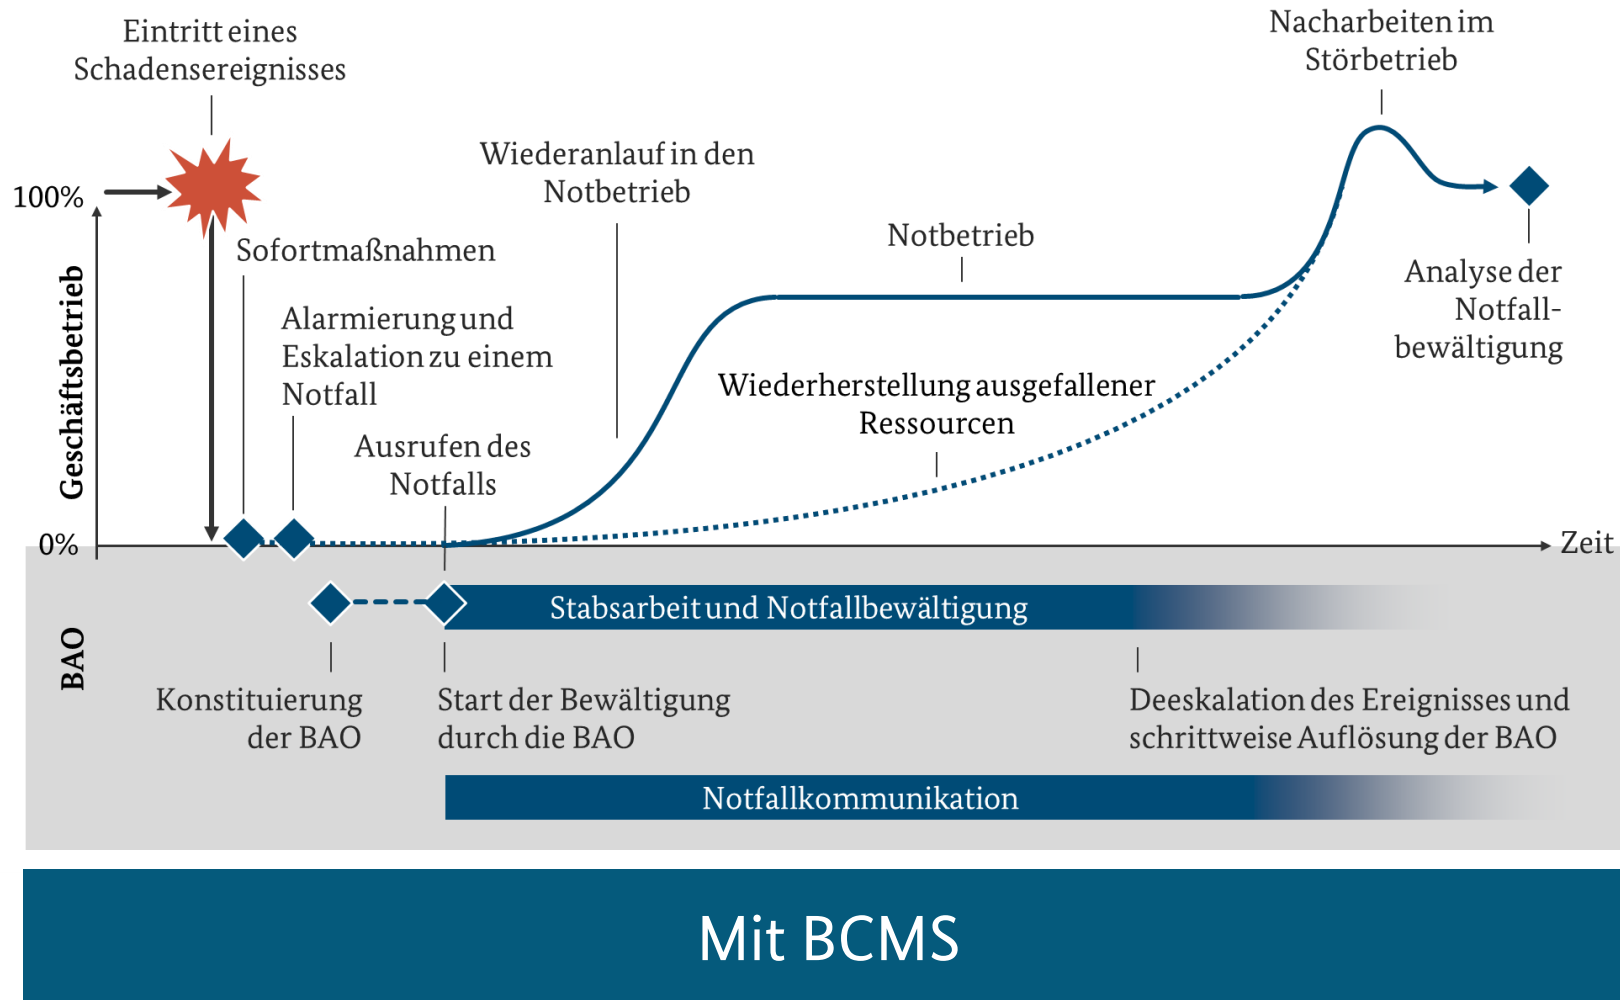 Eintritt eines
Schadensereignisses
Nacharbeiten im
Störbetrieb
Wiederanlauf in den
Notbetrieb
100%
Sofortmaßnahmen
Notbetrieb
Alarmierung und
Eskalation zu einem
Notfall
Analyse der
Notfall-
bewältigung
Geschäftsbetrieb
Wiederherstellung ausgefallener
Ressourcen
Ausrufen des
Notfalls
0%
Zeit
BAO
Stabsarbeit und Notfallbewältigung
Konstituierung
der BAO
Start der Bewältigung
durch die BAO
Deeskalation des Ereignisses und
schrittweise Auflösung der BAO
Notfallkommunikation
Mit BCMS